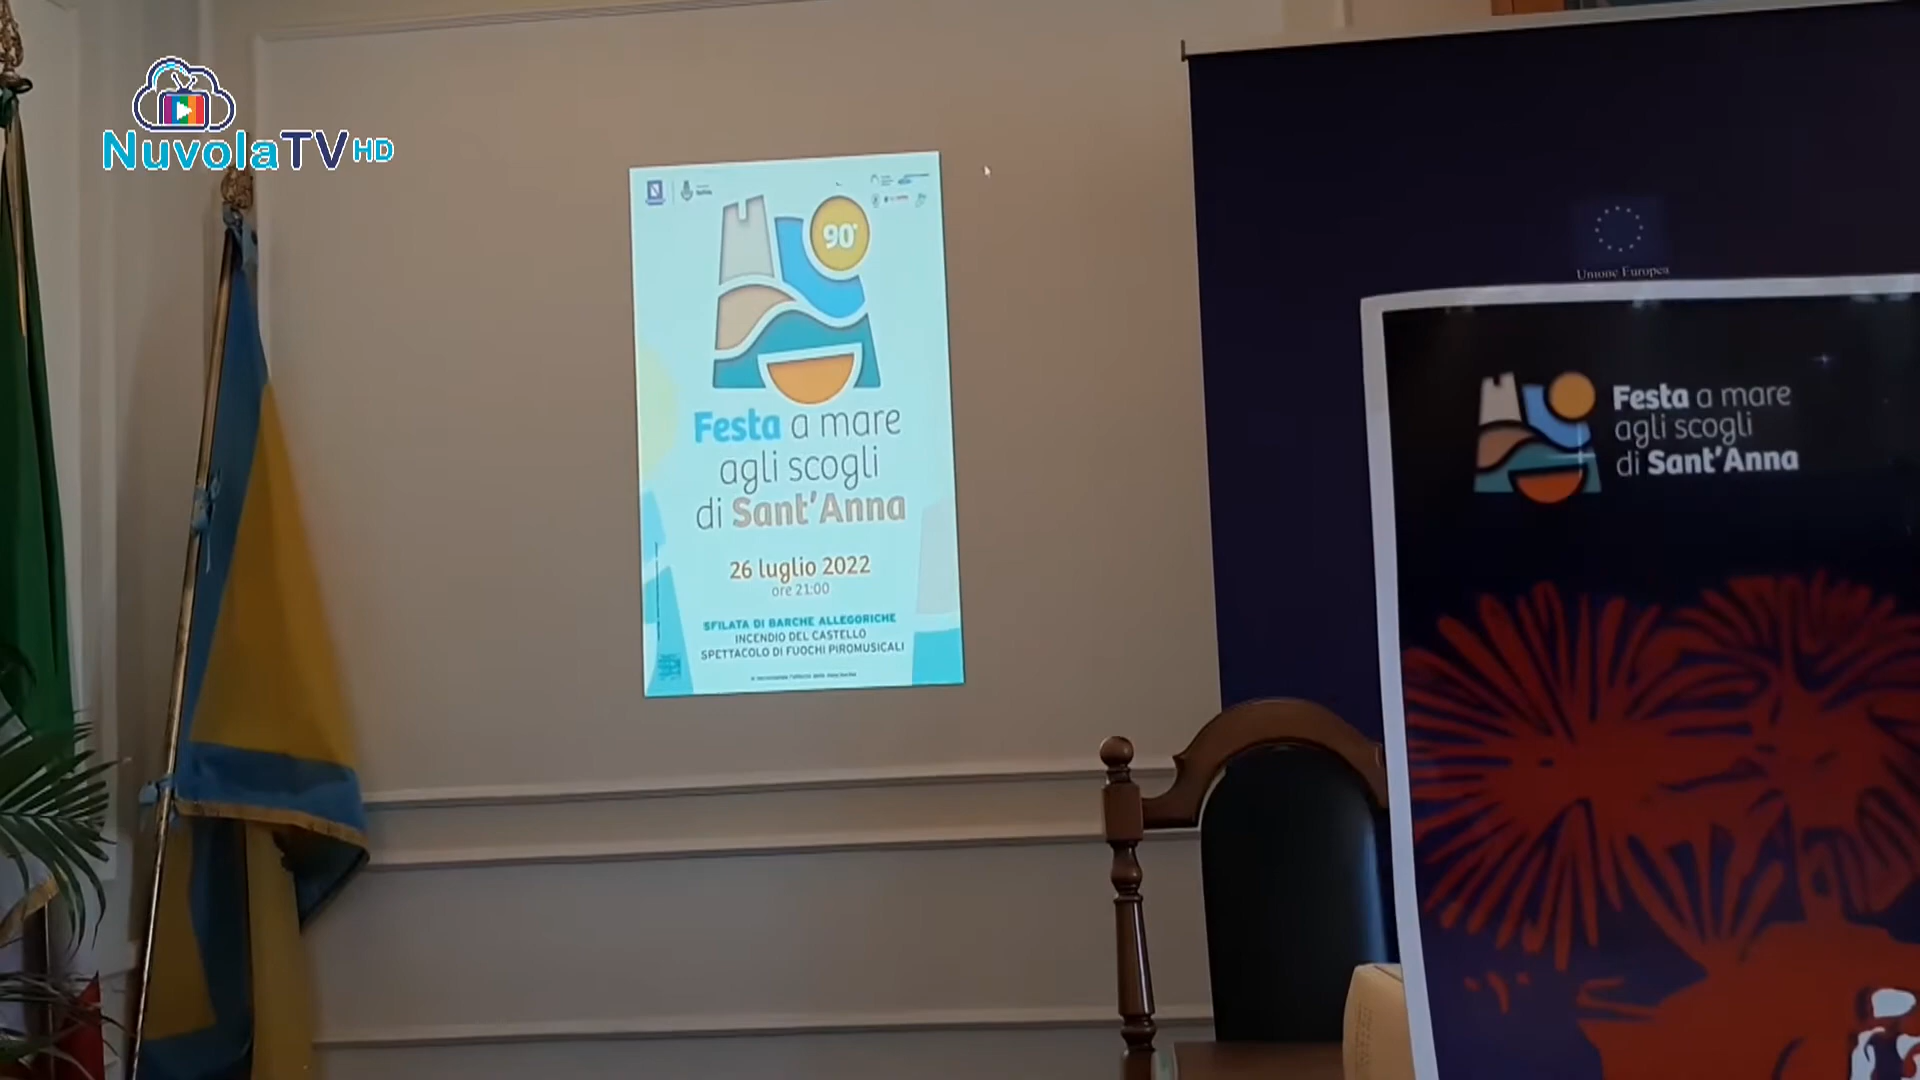 NuvolaTV HD
90°
Festa a mare
agli scogli
di Sant'Anna
26 luglio 2022
ore 21:00
SFILATA DI BARCHE ALLEGORICHE
INCENDIO DEL CASTELLO
SPETTACOLO DI FUOCHI PIROMUSICALI
Unione Europea
Festa a mare
agli scogli
di Sant'Anna